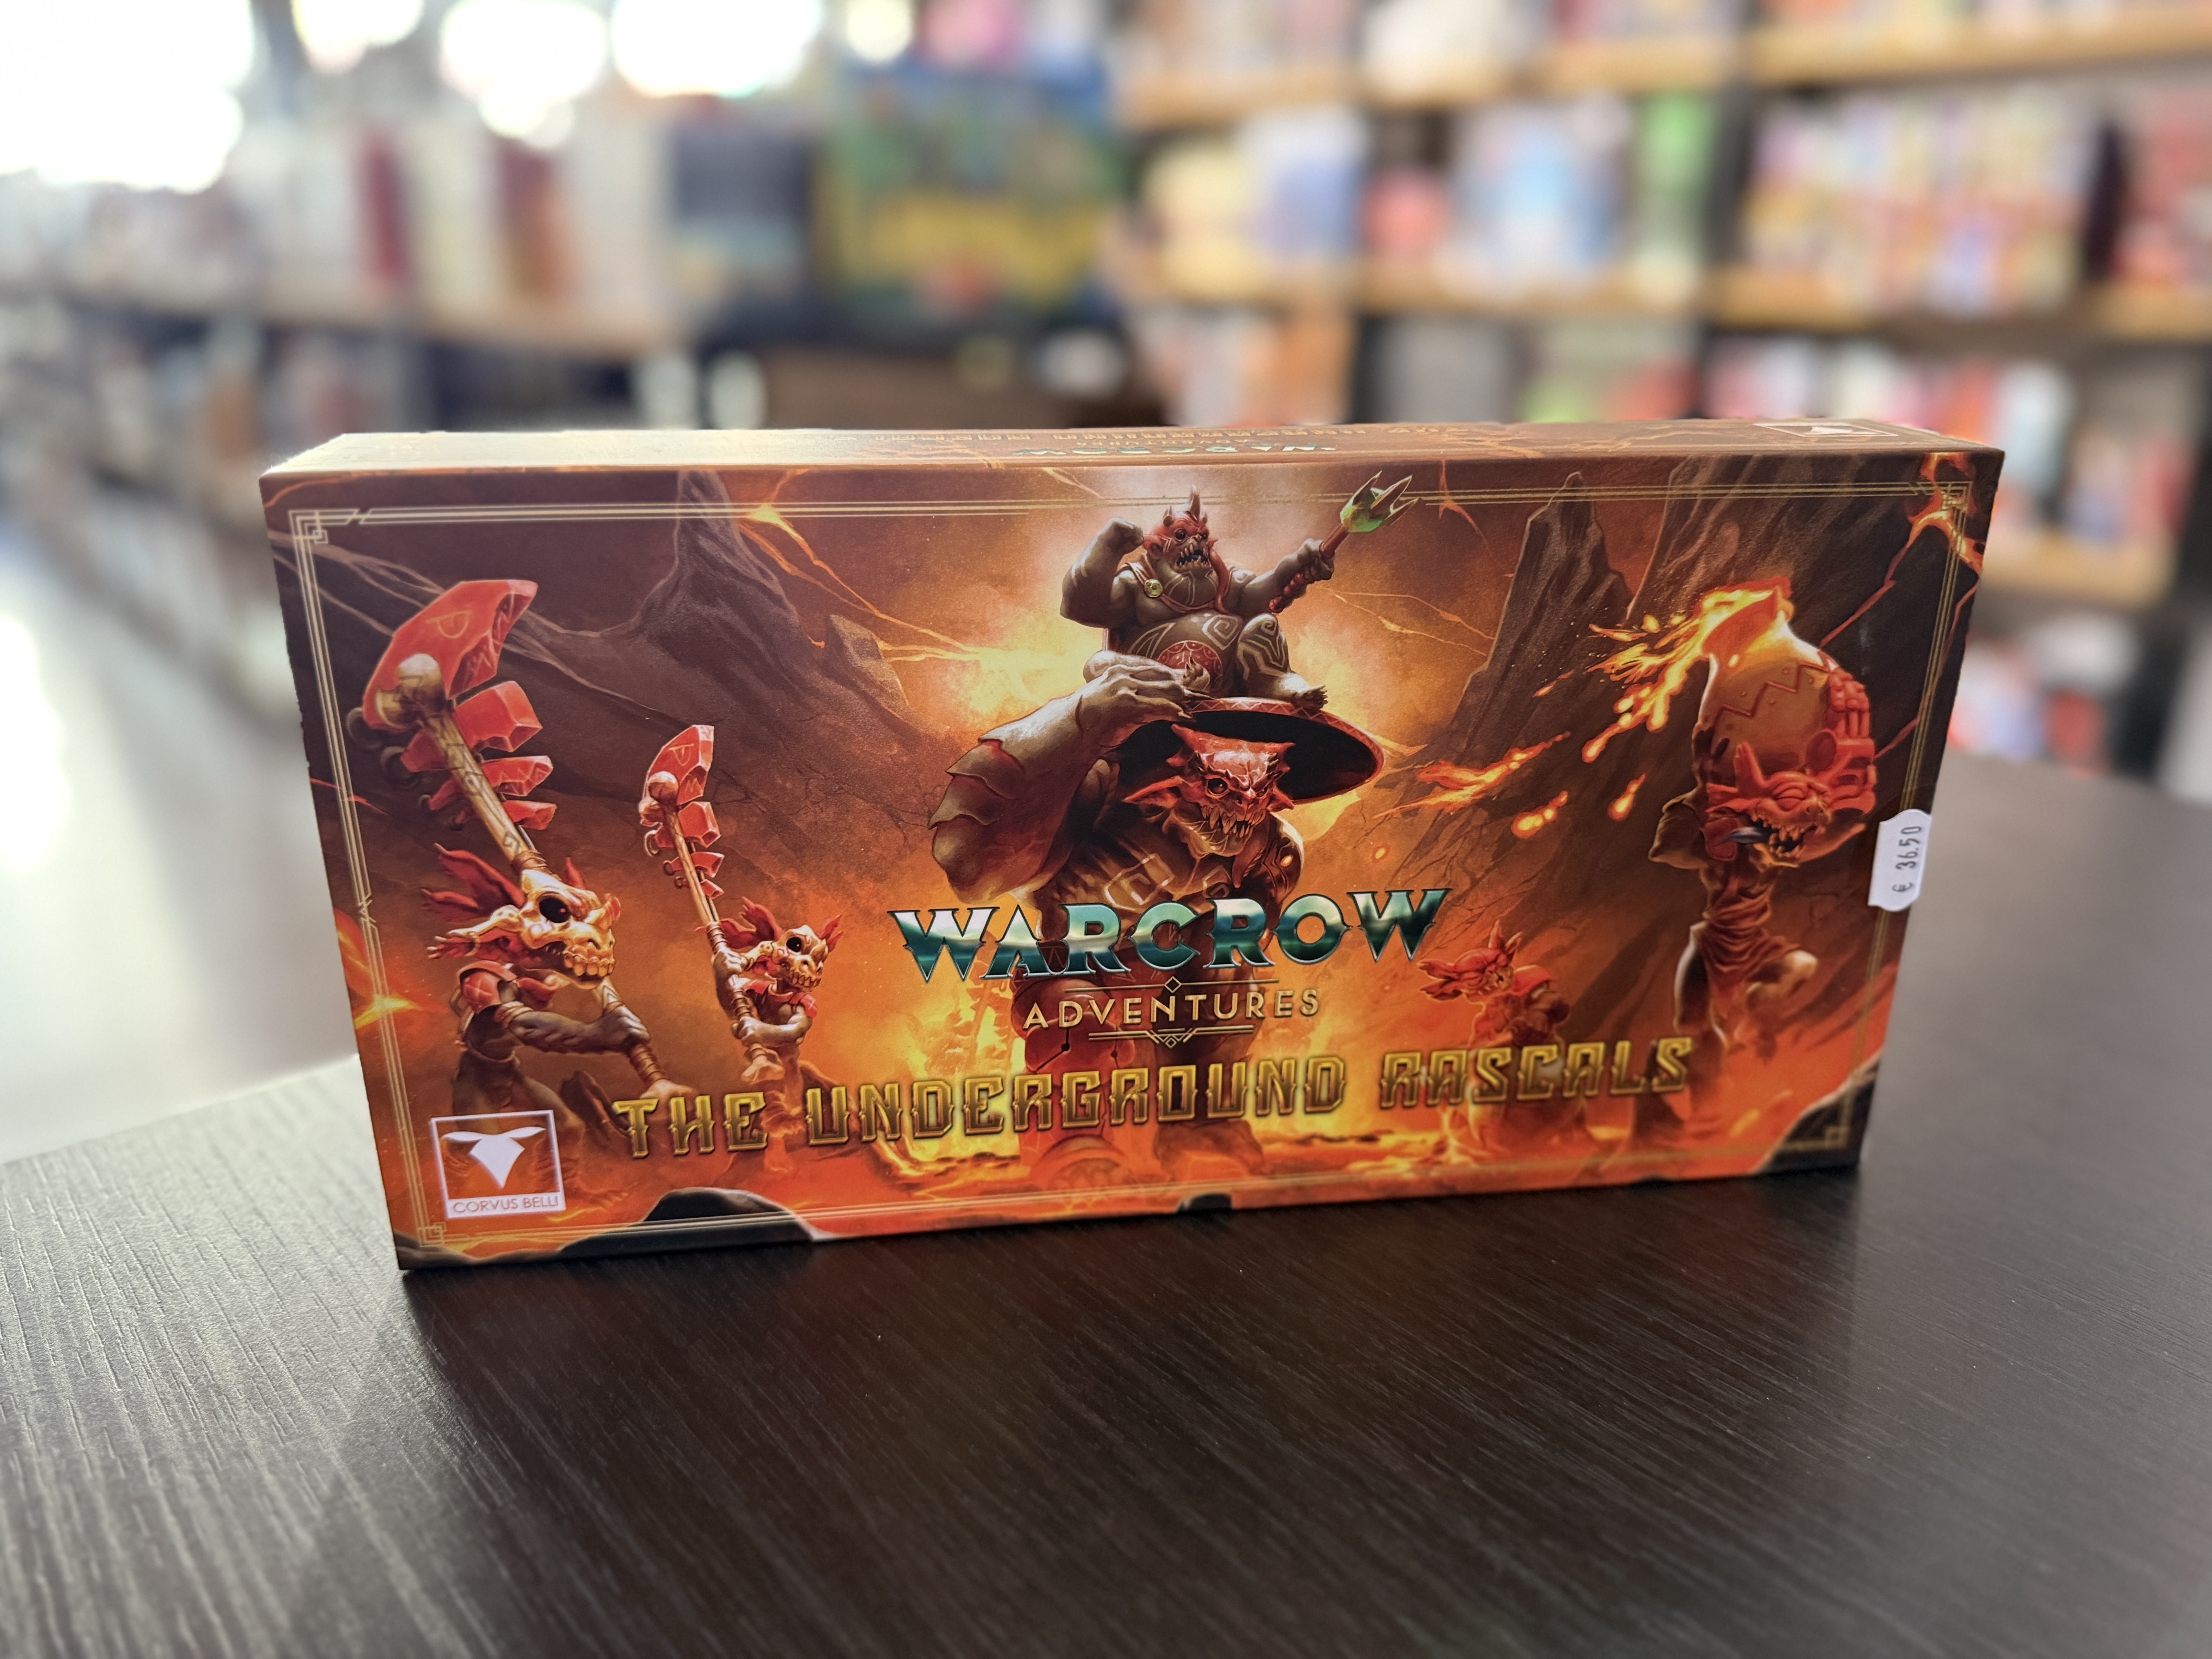 WARCROW
ADVENTURES
THE UNDERGROUND RASCALS
CORVUS BELLI
€ 36.50